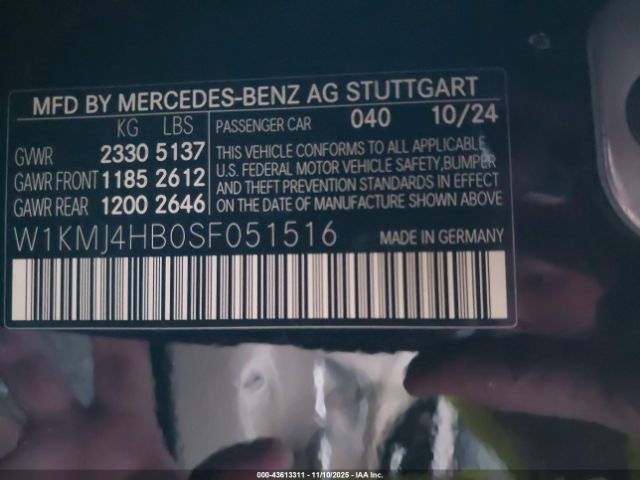 MFD BY MERCEDES-BENZ AG STUTTGART
KG LBS
GVWR 2330 5137
GAWR FRONT 1185 2612
GAWR REAR 1200 2646
PASSENGER CAR 040 10/24
THIS VEHICLE CONFORMS TO ALL APPLICABLE
U.S. FEDERAL MOTOR VEHICLE SAFETY,BUMPER
AND THEFT PREVENTION STANDARDS IN EFFECT
ON THE DATE OF MANUFACTURE SHOWN ABOVE
W1KMJ4HB0SF051516 MADE IN GERMANY
000-43613311 - 11/10/2025 - IAA Inc.